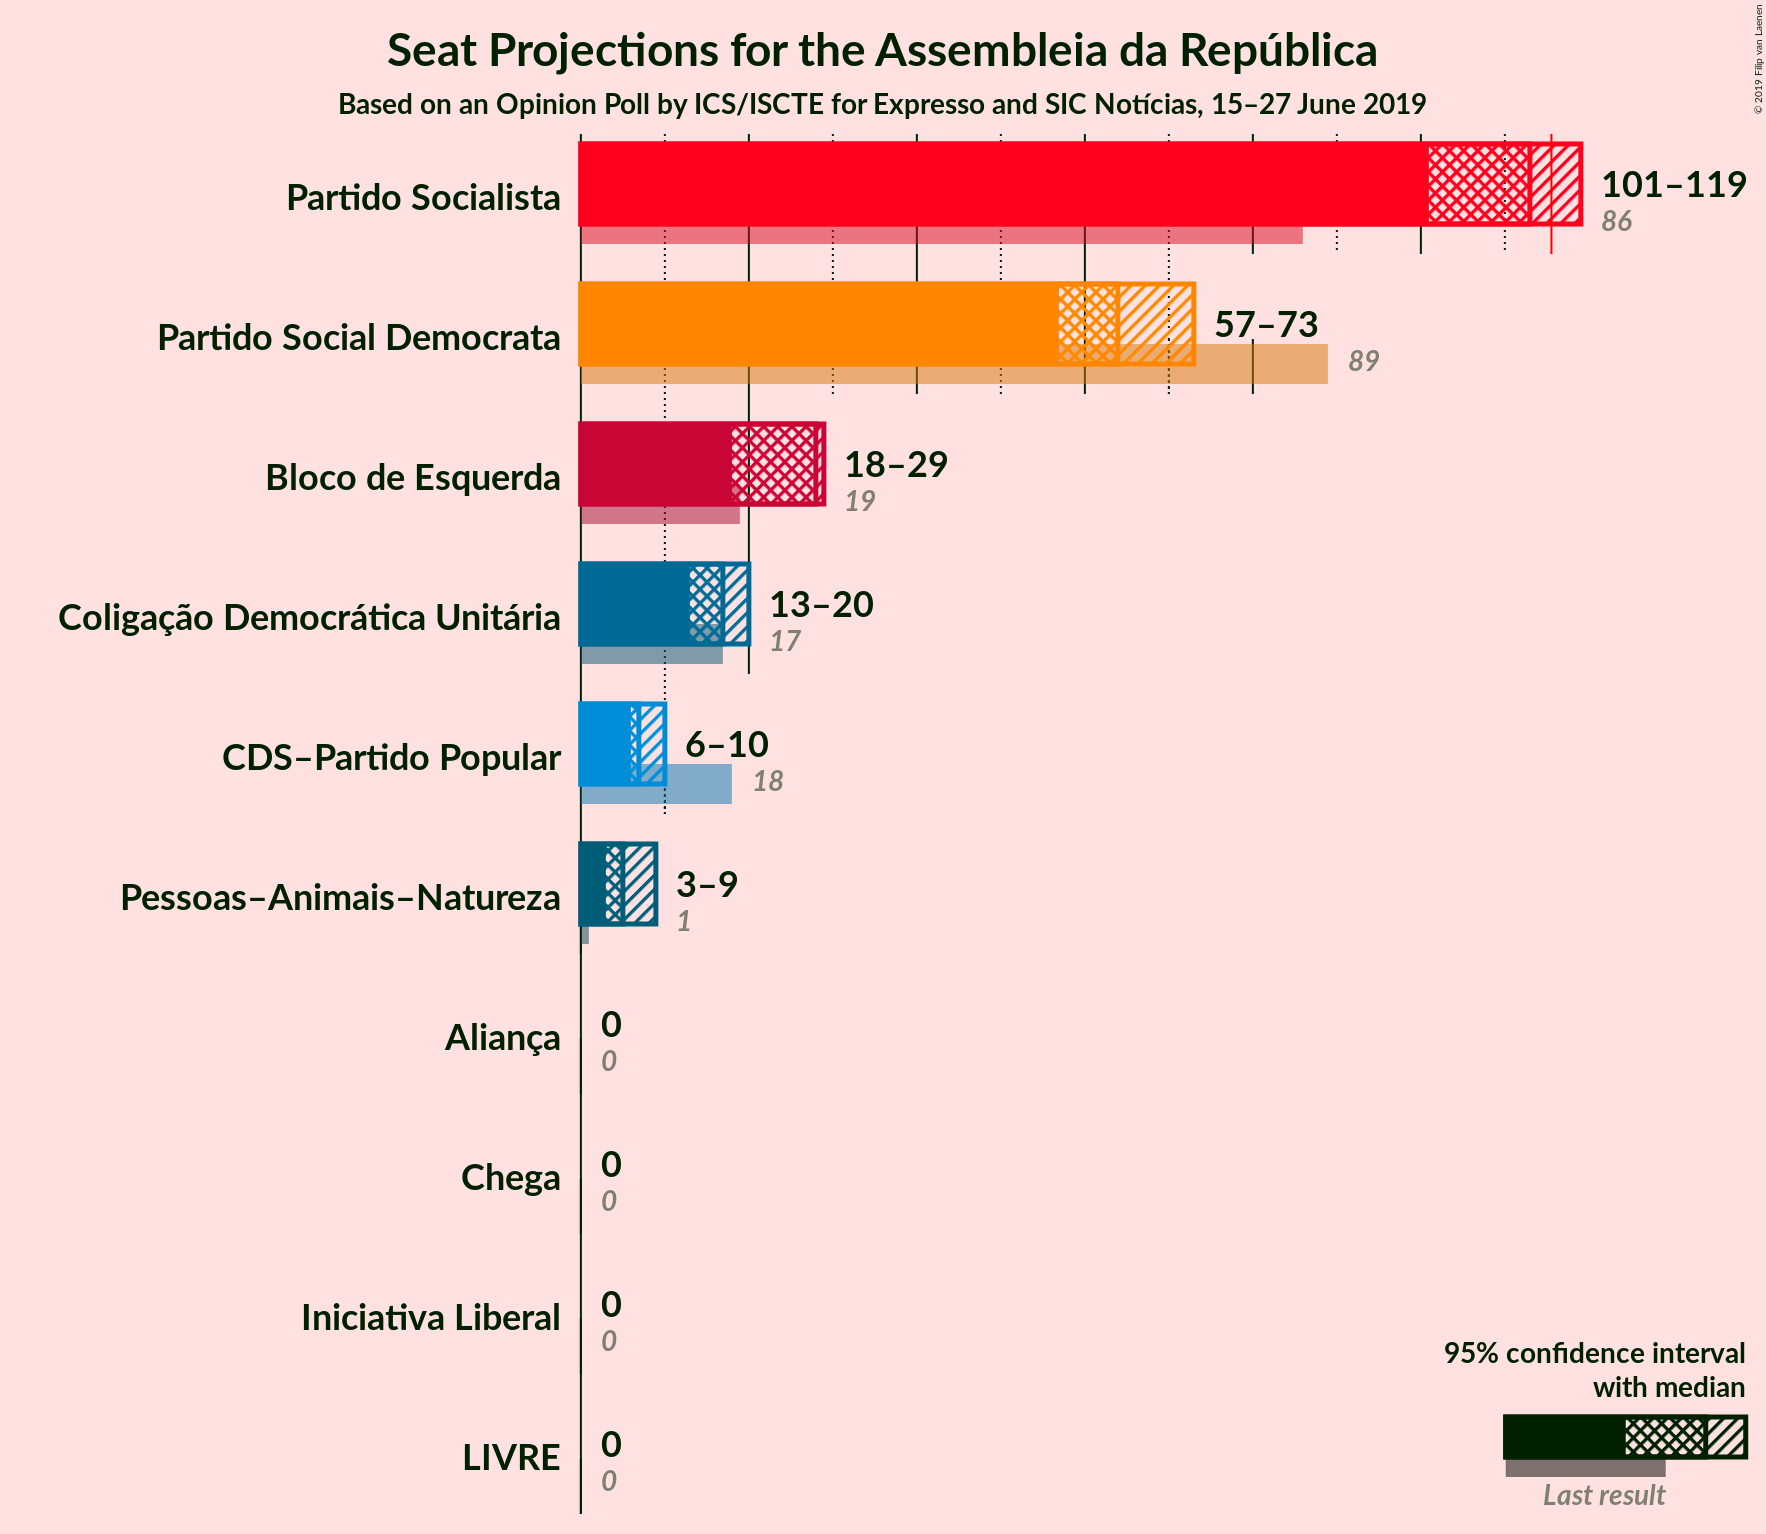 Seat Projections for the Assembleia da República
Based on an Opinion Poll by ICS/ISCTE for Expresso and SIC Notícias, 15–27 June 2019
© 2019 Filip van Laenen
Partido Socialista
101–119
86
Partido Social Democrata
57–73
89
Bloco de Esquerda
18–29
19
Coligação Democrática Unitária
13–20
17
CDS–Partido Popular
6–10
18
Pessoas–Animais–Natureza
3–9
1
Aliança
0
0
Chega
0
0
Iniciativa Liberal
0
0
LIVRE
0
0
95% confidence interval
with median
Last result